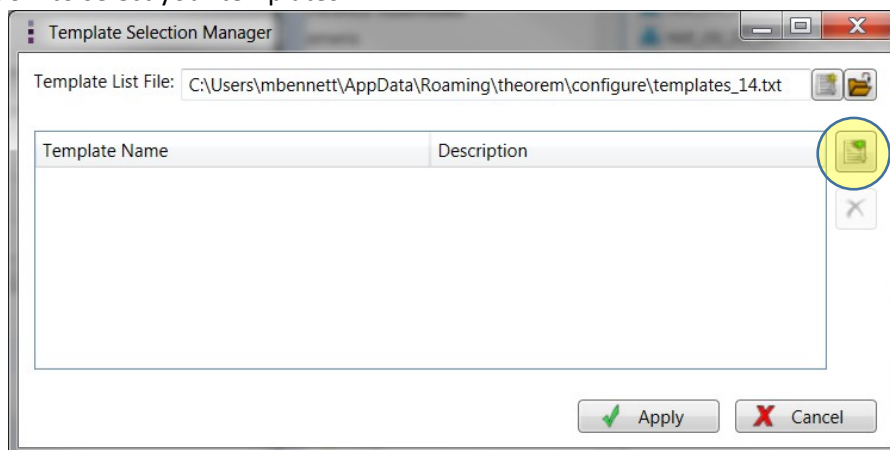 Template Selection Manager
Template List File: C:\Users\mbennett\AppData\Roaming\theorem\configure\templates_14.txt
Template Name Description
Apply Cancel